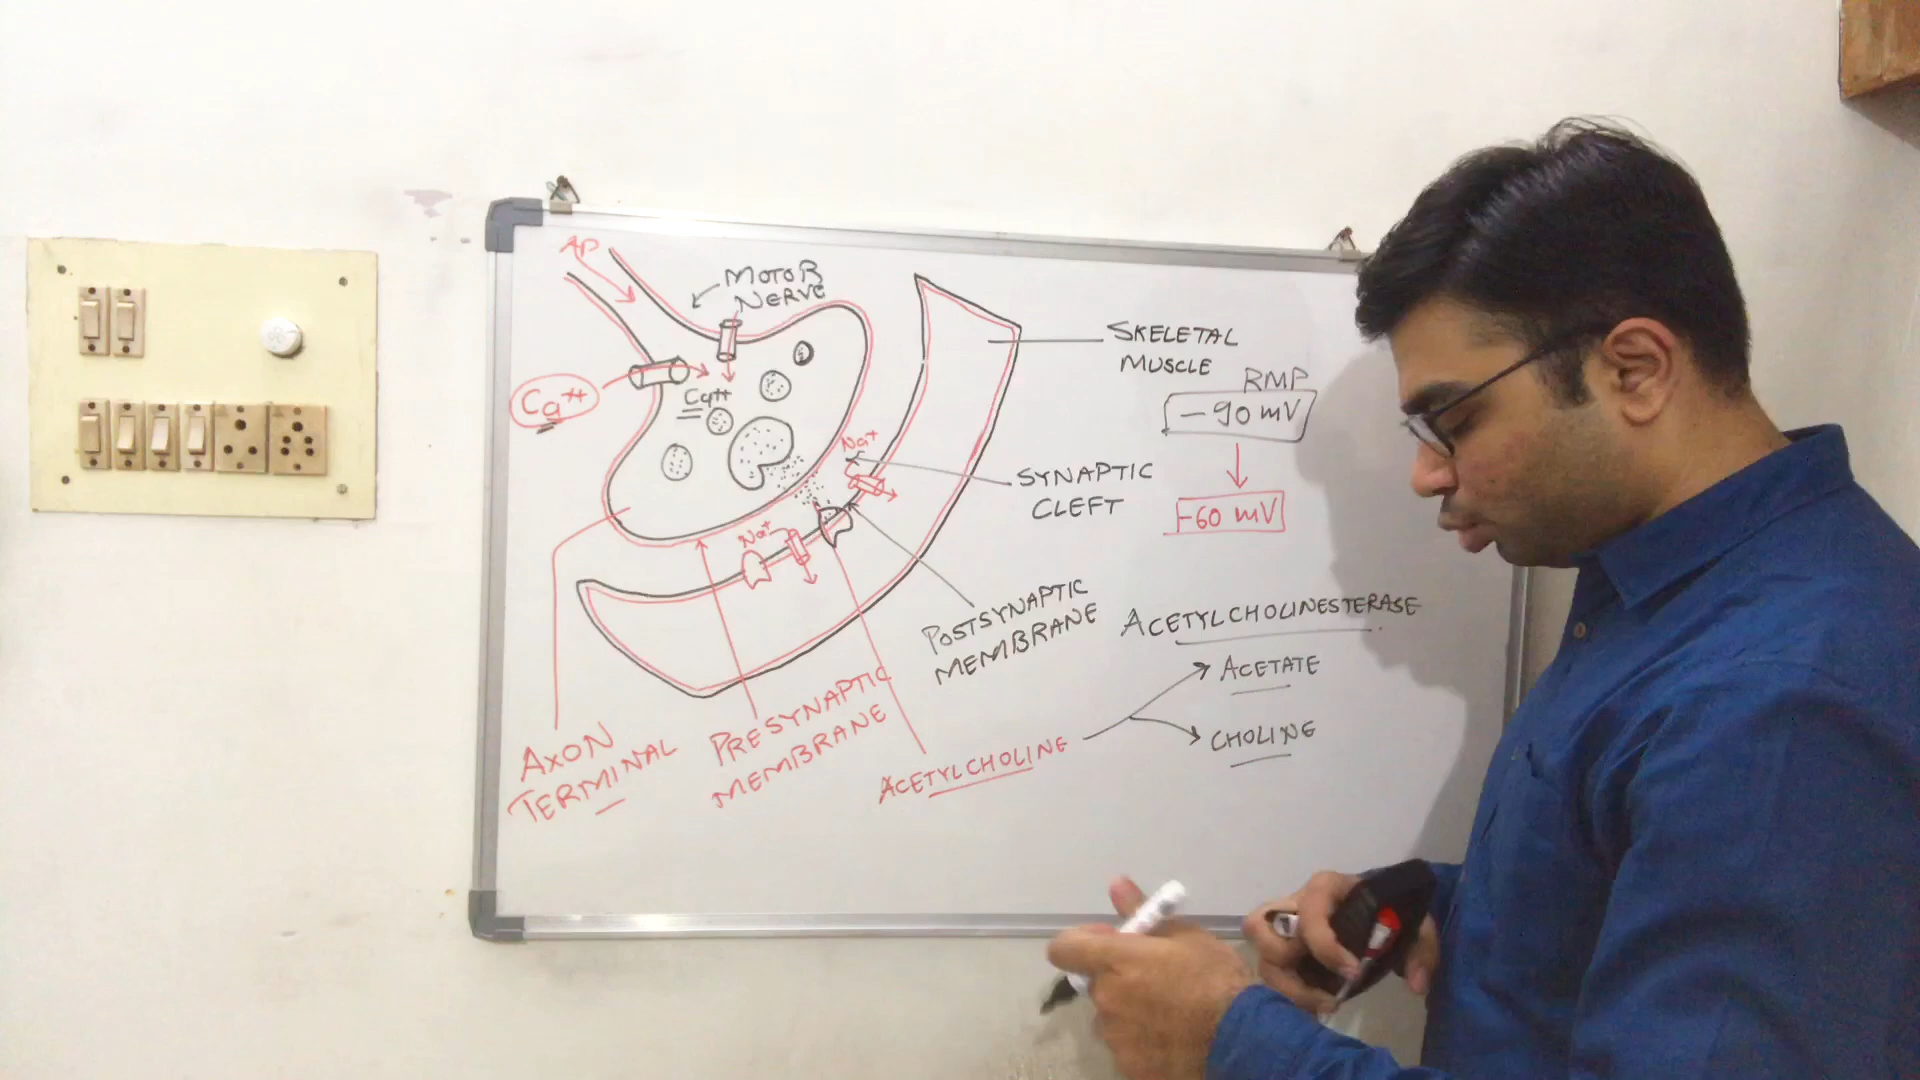 AP
MOTOR
NERVE
Ca++
Ca++
SKELETAL
MUSCLE
RMP
-90 mV
-60 mV
Na+
SYNAPTIC
CLEFT
Na+
POSTSYNAPTIC
MEMBRANE
ACETYLCHOLINESTERASE
ACETATE
CHOLINE
AXON
TERMINAL
PRESYNAPTIC
MEMBRANE
ACETYLCHOLINE